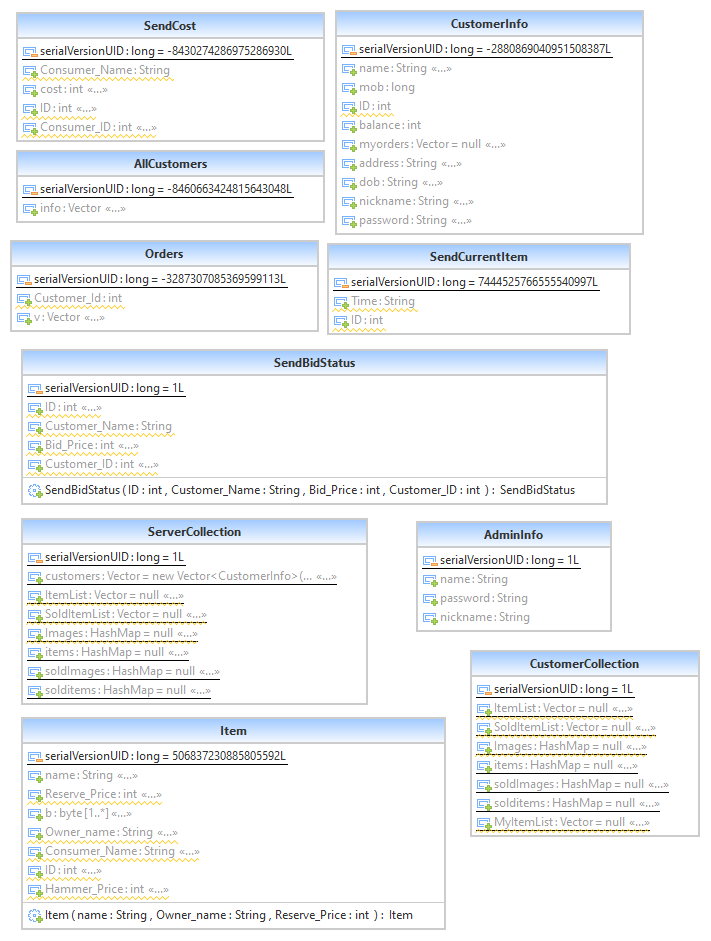 SendCost
serialVersionUID : long = -8430274286975286930L
Consumer_Name : String
cost : int «...»
ID : int «...»
Consumer_ID : int «...»
CustomerInfo
serialVersionUID : long = -2880869040951508387L
name : String «...»
mob : long
ID : int
balance : int
myorders : Vector = null «...»
address : String «...»
dob : String «...»
nickname : String «...»
password : String «...»
AllCustomers
serialVersionUID : long = -8460663424815643048L
info : Vector «...»
Orders
serialVersionUID : long = -3287307085369599113L
Customer_Id : int
v : Vector «...»
SendCurrentItem
serialVersionUID : long = 7444525766555540997L
Time : String
ID : int
SendBidStatus
serialVersionUID : long = 1L
ID : int «...»
Customer_Name : String
Bid_Price : int «...»
Customer_ID : int «...»
SendBidStatus ( ID : int , Customer_Name : String , Bid_Price : int , Customer_ID : int ) : SendBidStatus
ServerCollection
serialVersionUID : long = 1L
customers : Vector = new Vector<CustomerInfo>(... «...»
ItemList : Vector = null «...»
SoldItemList : Vector = null «...»
Images : HashMap = null «...»
items : HashMap = null «...»
soldImages : HashMap = null «...»
solditems : HashMap = null «...»
AdminInfo
serialVersionUID : long = 1L
name : String
password : String
nickname : String
CustomerCollection
serialVersionUID : long = 1L
ItemList : Vector = null «...»
SoldItemList : Vector = null «...»
Images : HashMap = null «...»
items : HashMap = null «...»
soldImages : HashMap = null «...»
solditems : HashMap = null «...»
MyItemList : Vector = null «...»
Item
serialVersionUID : long = 506837230885805592L
name : String «...»
Reserve_Price : int «...»
b : byte [1..*] «...»
Owner_name : String «...»
Consumer_Name : String «...»
ID : int «...»
Hammer_Price : int «...»
Item ( name : String , Owner_name : String , Reserve_Price : int ) : Item